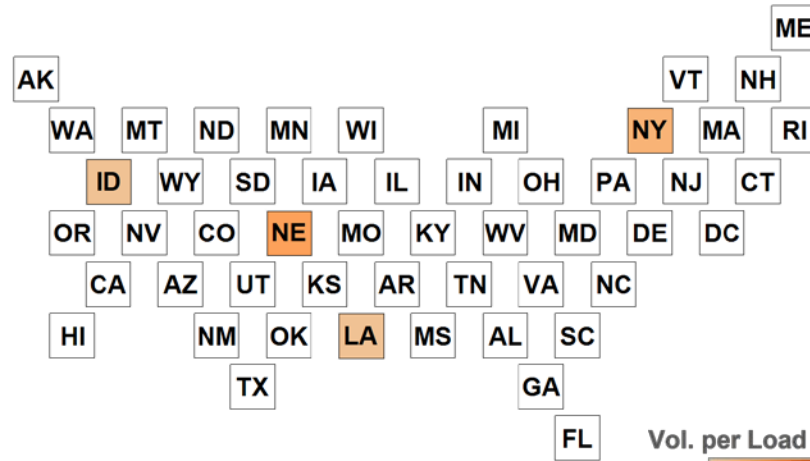 ME
AK VT NH
WA MT ND MN WI MI NY MA RI
ID WY SD IA IL IN OH PA NJ CT
OR NV CO NE MO KY WV MD DE DC
CA AZ UT KS AR TN VA NC
HI NM OK LA MS AL SC
TX GA
FL
Vol. per Load